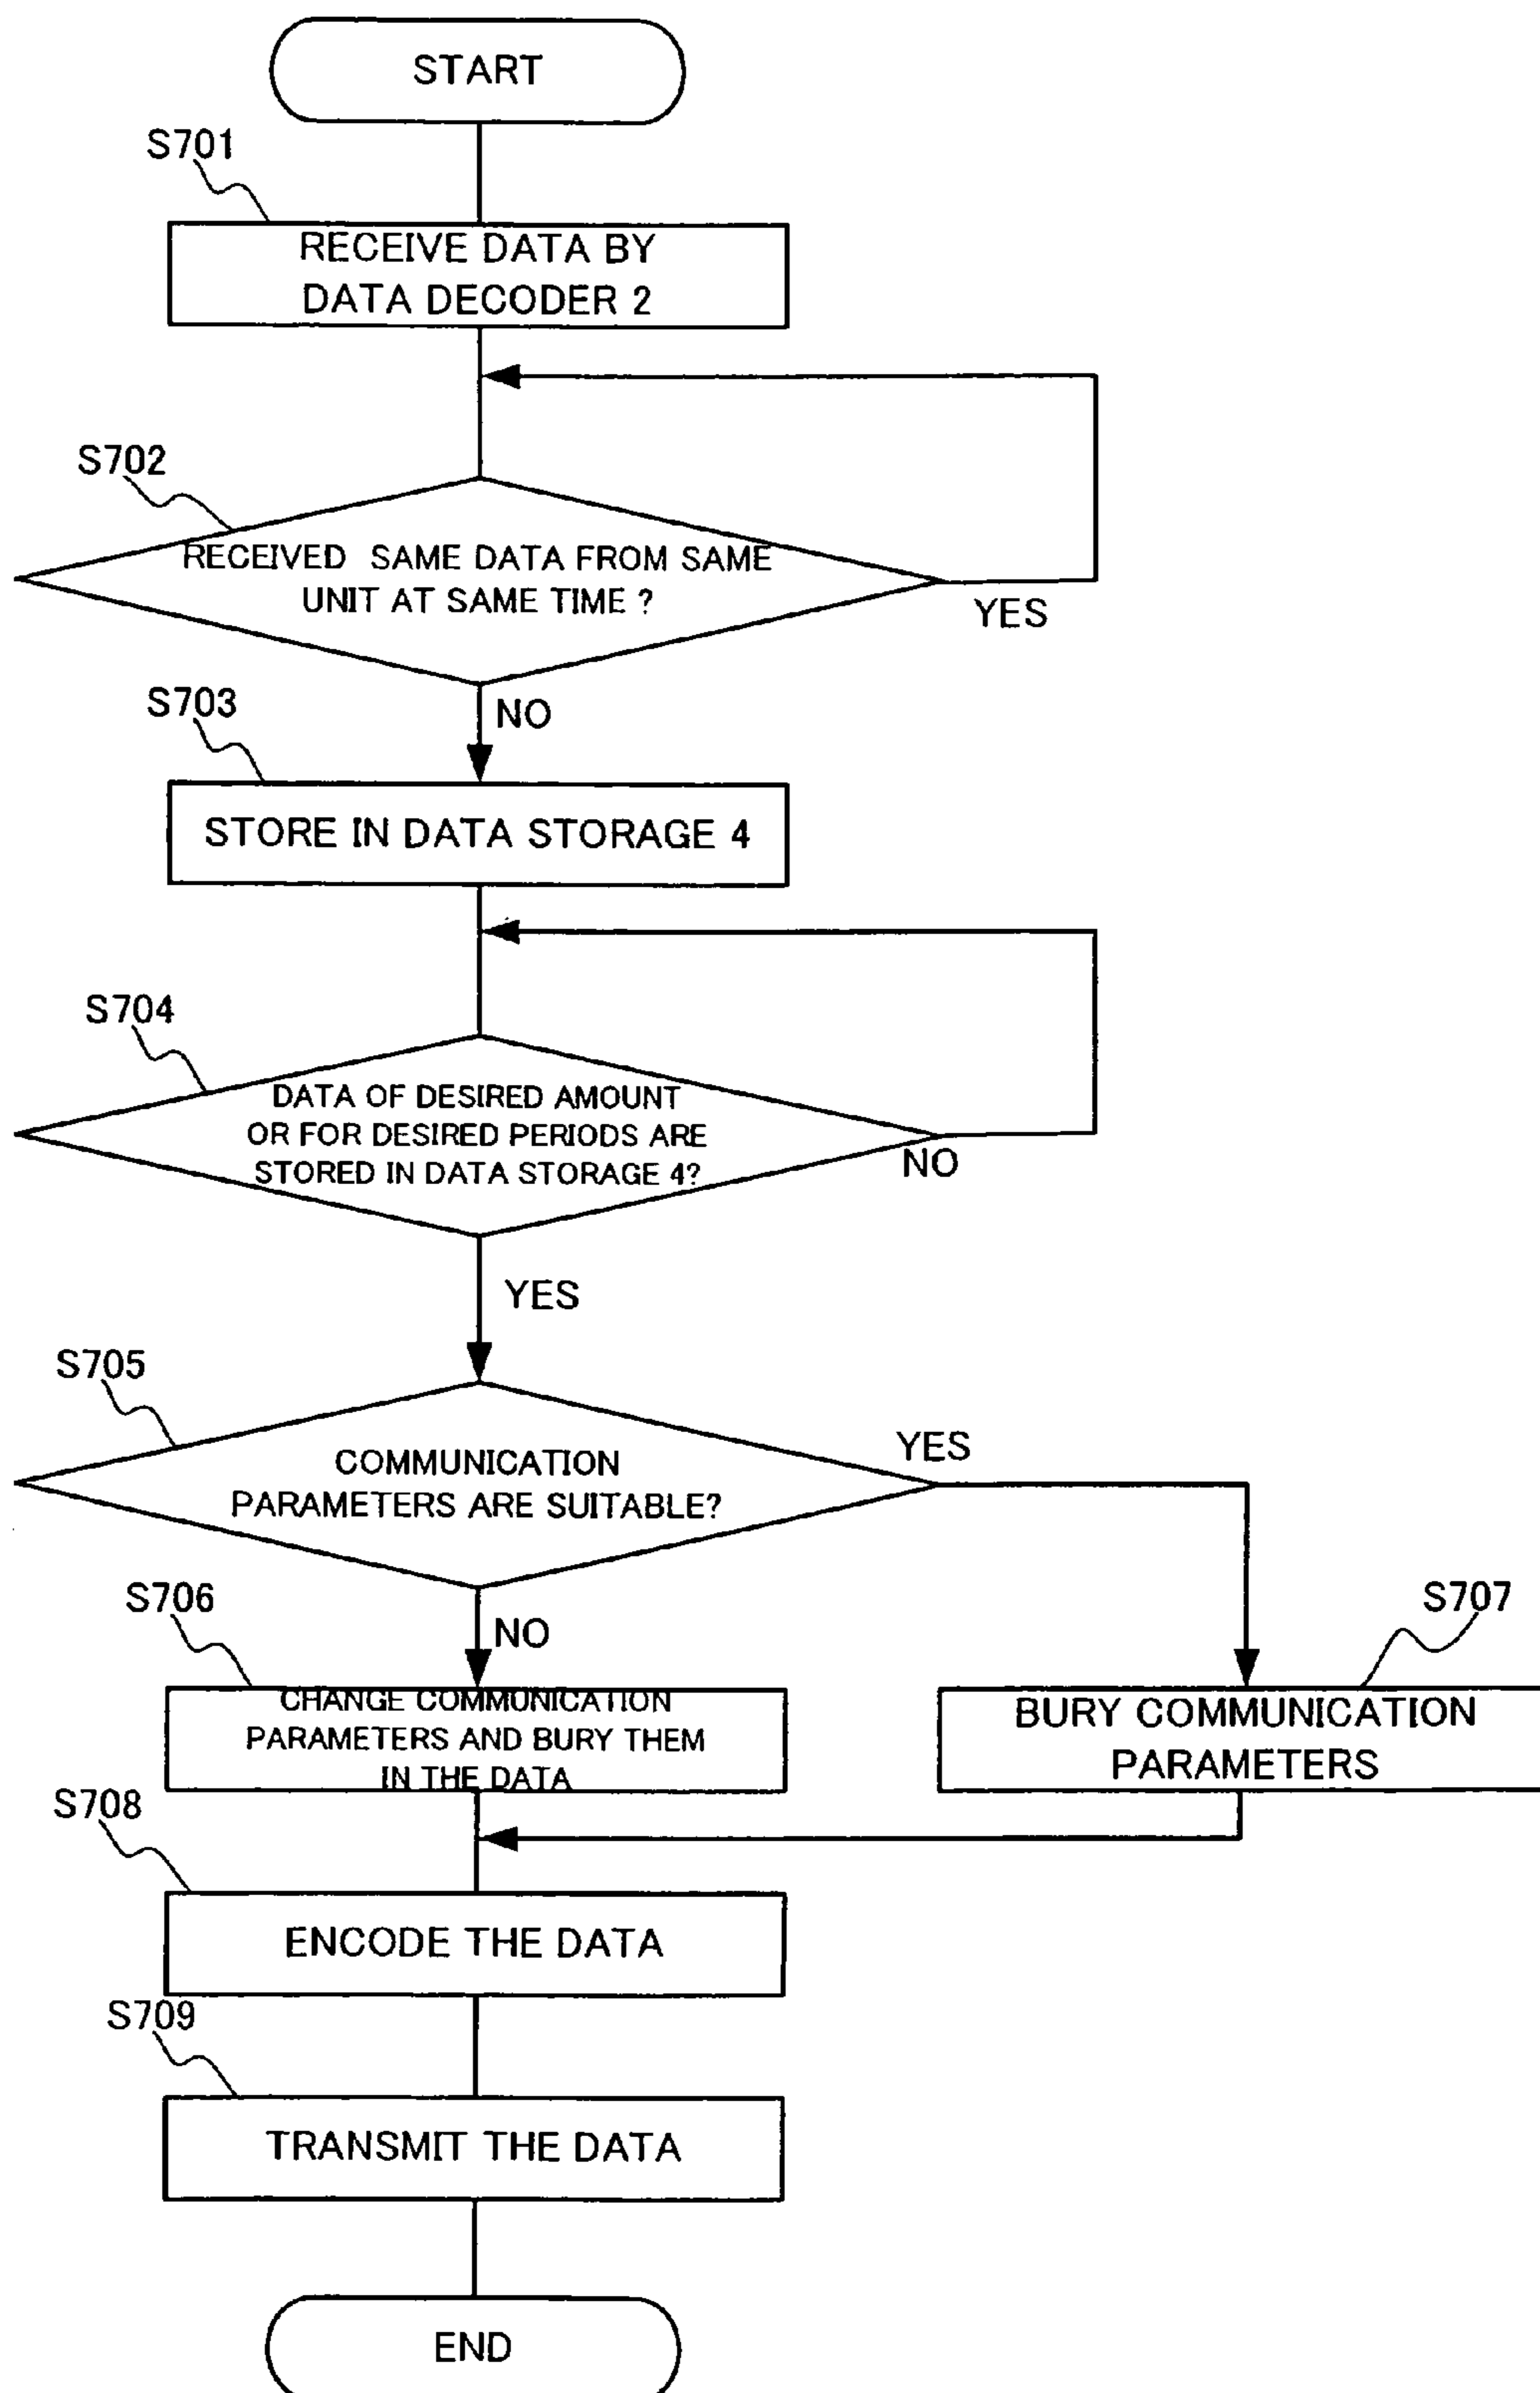 START
S701
RECEIVE DATA BY
DATA DECODER 2
S702
RECEIVED SAME DATA FROM SAME
UNIT AT SAME TIME ?
YES
NO
S703
STORE IN DATA STORAGE 4
S704
DATA OF DESIRED AMOUNT
OR FOR DESIRED PERIODS ARE
STORED IN DATA STORAGE 4?
NO
YES
S705
COMMUNICATION
PARAMETERS ARE SUITABLE?
YES
NO
S706
CHANGE COMMUNICATION
PARAMETERS AND BURY THEM
IN THE DATA
S707
BURY COMMUNICATION
PARAMETERS
S708
ENCODE THE DATA
S709
TRANSMIT THE DATA
END